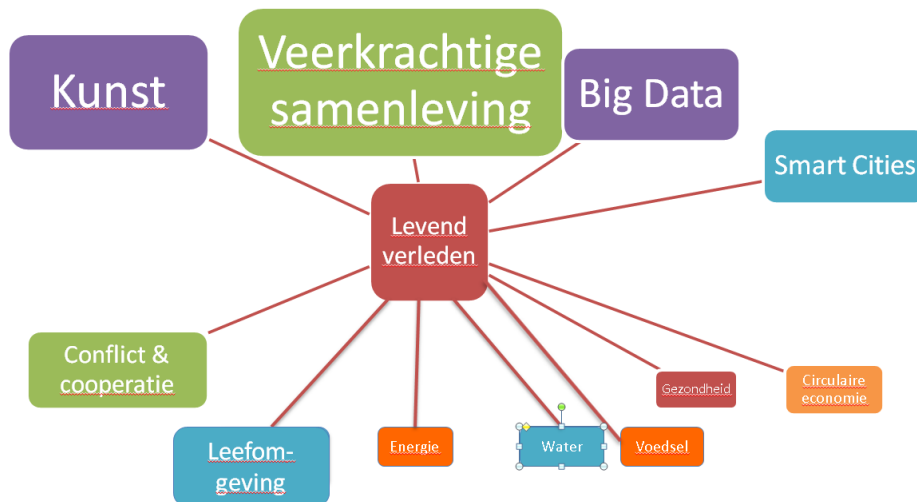 Kunst
Veerkrachtige
samenleving
Big Data
Smart Cities
Levend
verleden
Conflict &
cooperatie
Gezondheid
Circulaire
economie
Leefom-
geving
Energie
Water
Voedsel